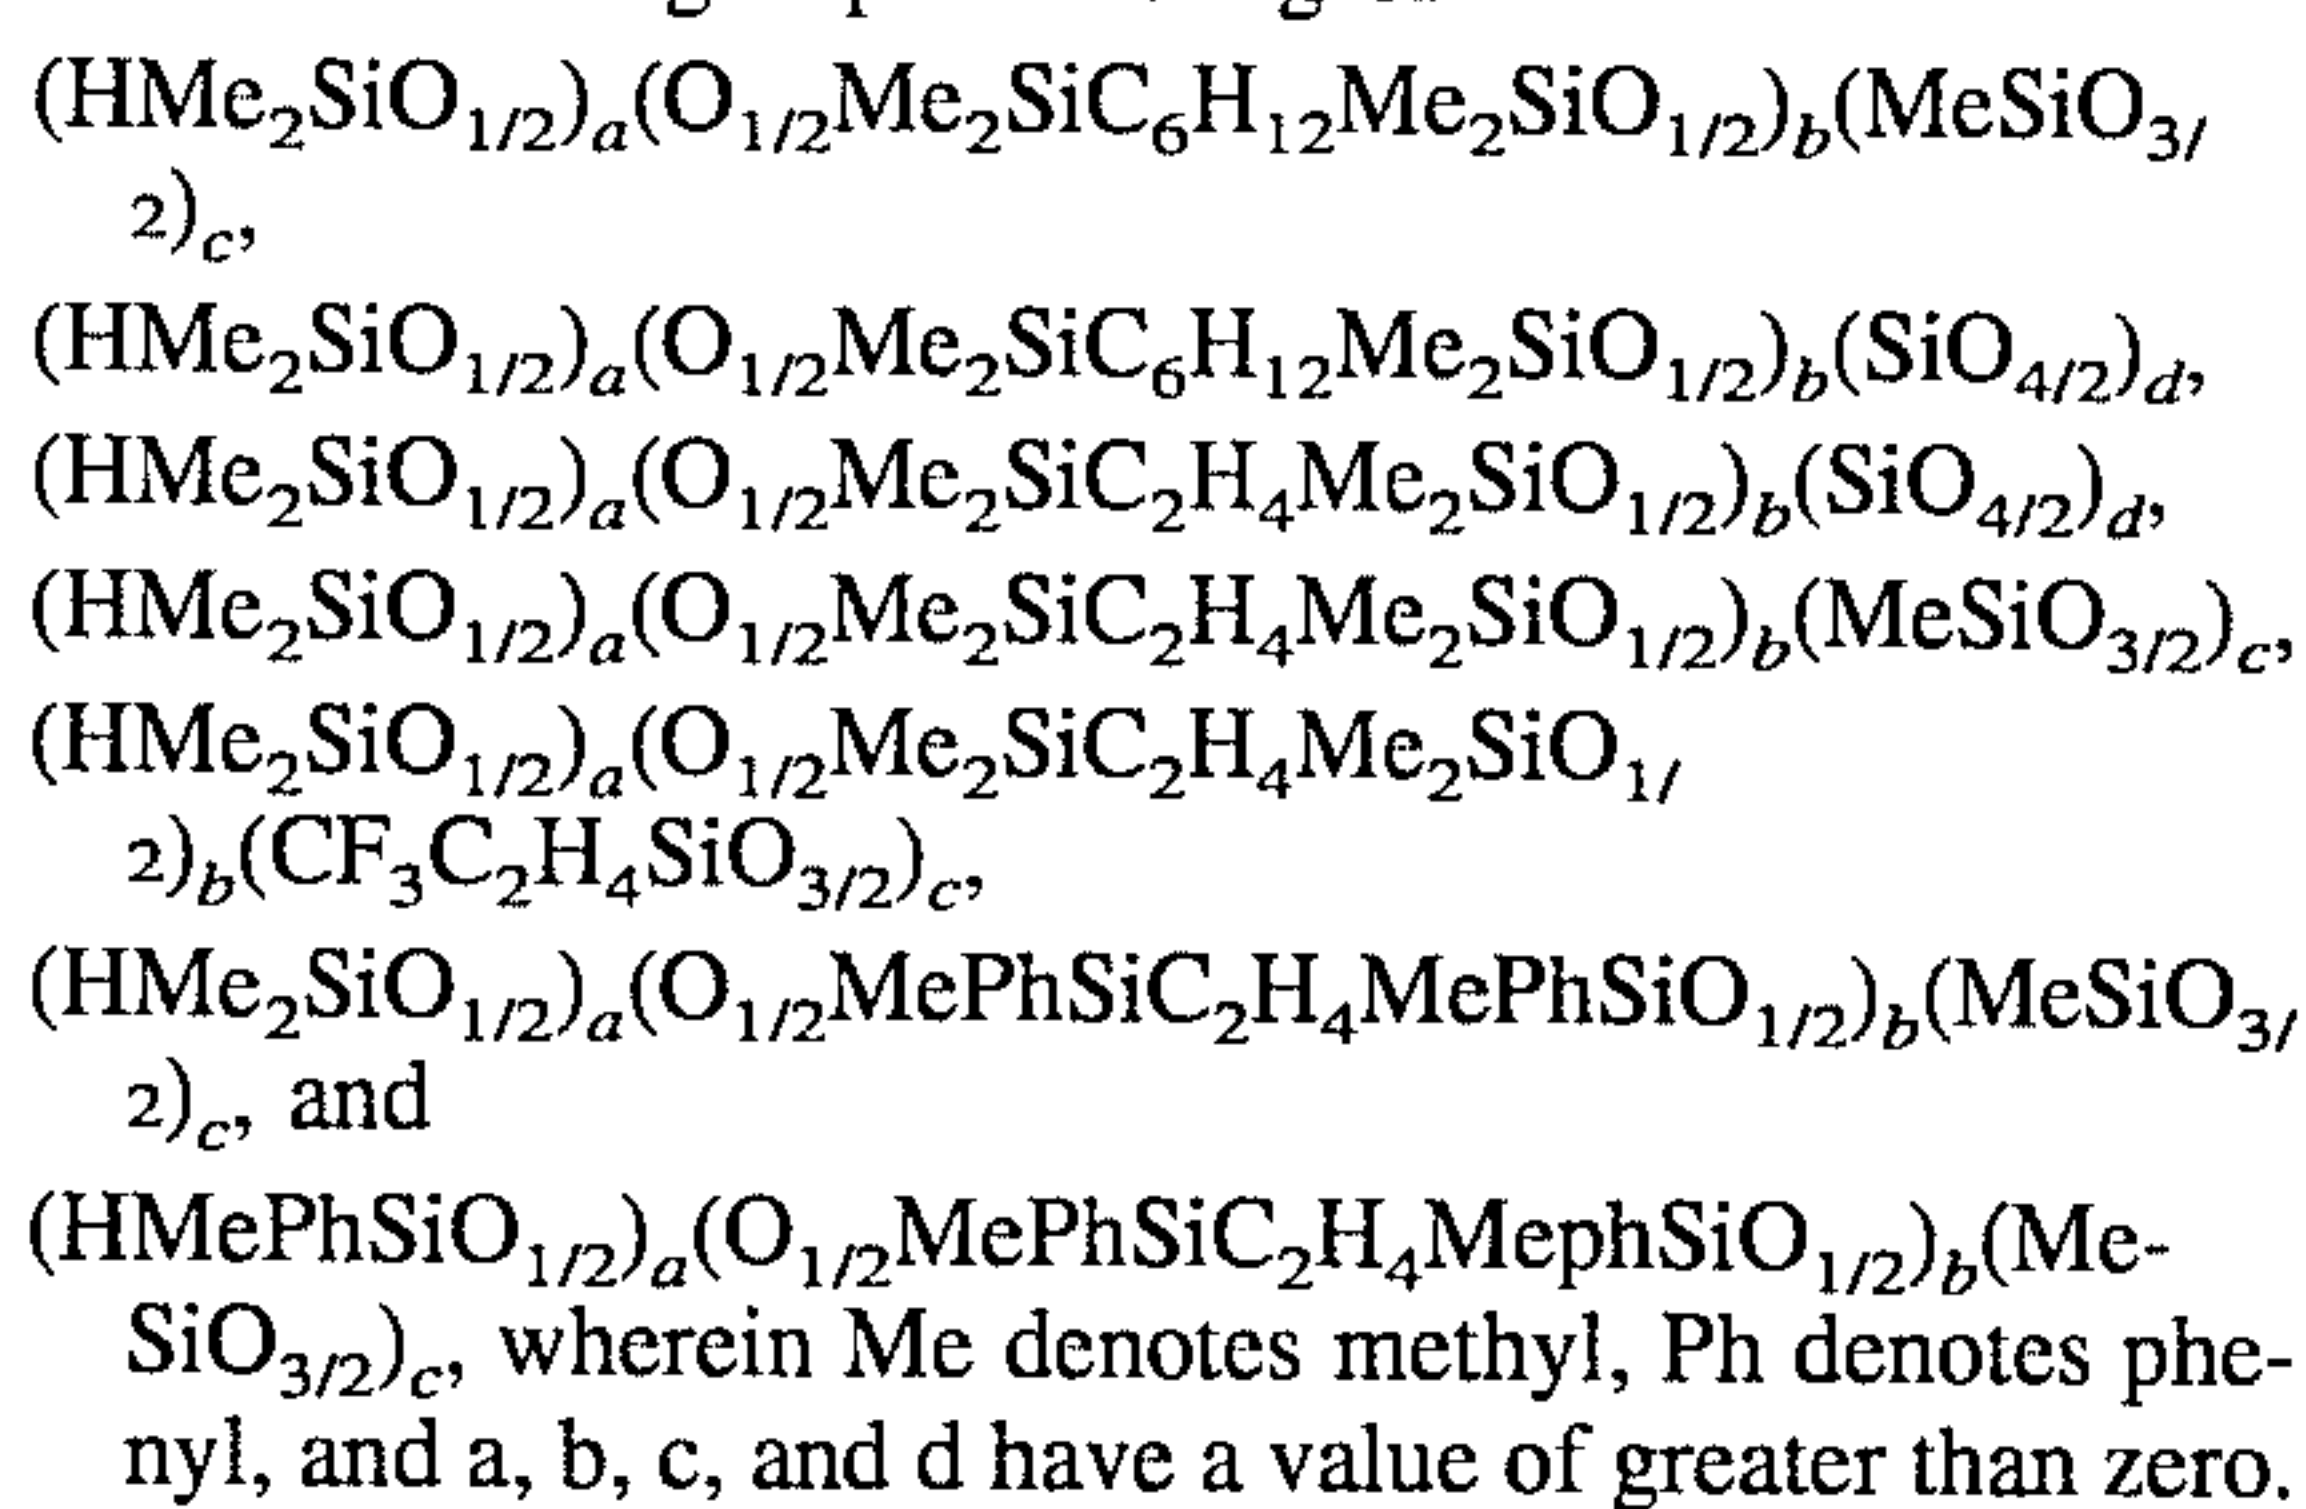 (HMe₂SiO₁/₂)ₐ(O₁/₂Me₂SiC₆H₁₂Me₂SiO₁/₂)b(MeSiO₃/
₂)c,
(HMe₂SiO₁/₂)ₐ(O₁/₂Me₂SiC₆H₁₂Me₂SiO₁/₂)b(SiO₄/₂)d,
(HMe₂SiO₁/₂)ₐ(O₁/₂Me₂SiC₂H₄Me₂SiO₁/₂)b(SiO₄/₂)d,
(HMe₂SiO₁/₂)ₐ(O₁/₂Me₂SiC₂H₄Me₂SiO₁/₂)b(MeSiO₃/₂)c,
(HMe₂SiO₁/₂)ₐ(O₁/₂Me₂SiC₂H₄Me₂SiO₁/
₂)b(CF₃C₂H₄SiO₃/₂)c,
(HMe₂SiO₁/₂)ₐ(O₁/₂MePhSiC₂H₄MePhSiO₁/₂)b(MeSiO₃/
₂)c, and
(HMePhSiO₁/₂)ₐ(O₁/₂MePhSiC₂H₄MephSiO₁/₂)b(Me-
SiO₃/₂)c, wherein Me denotes methyl, Ph denotes phe-
nyl, and a, b, c, and d have a value of greater than zero.